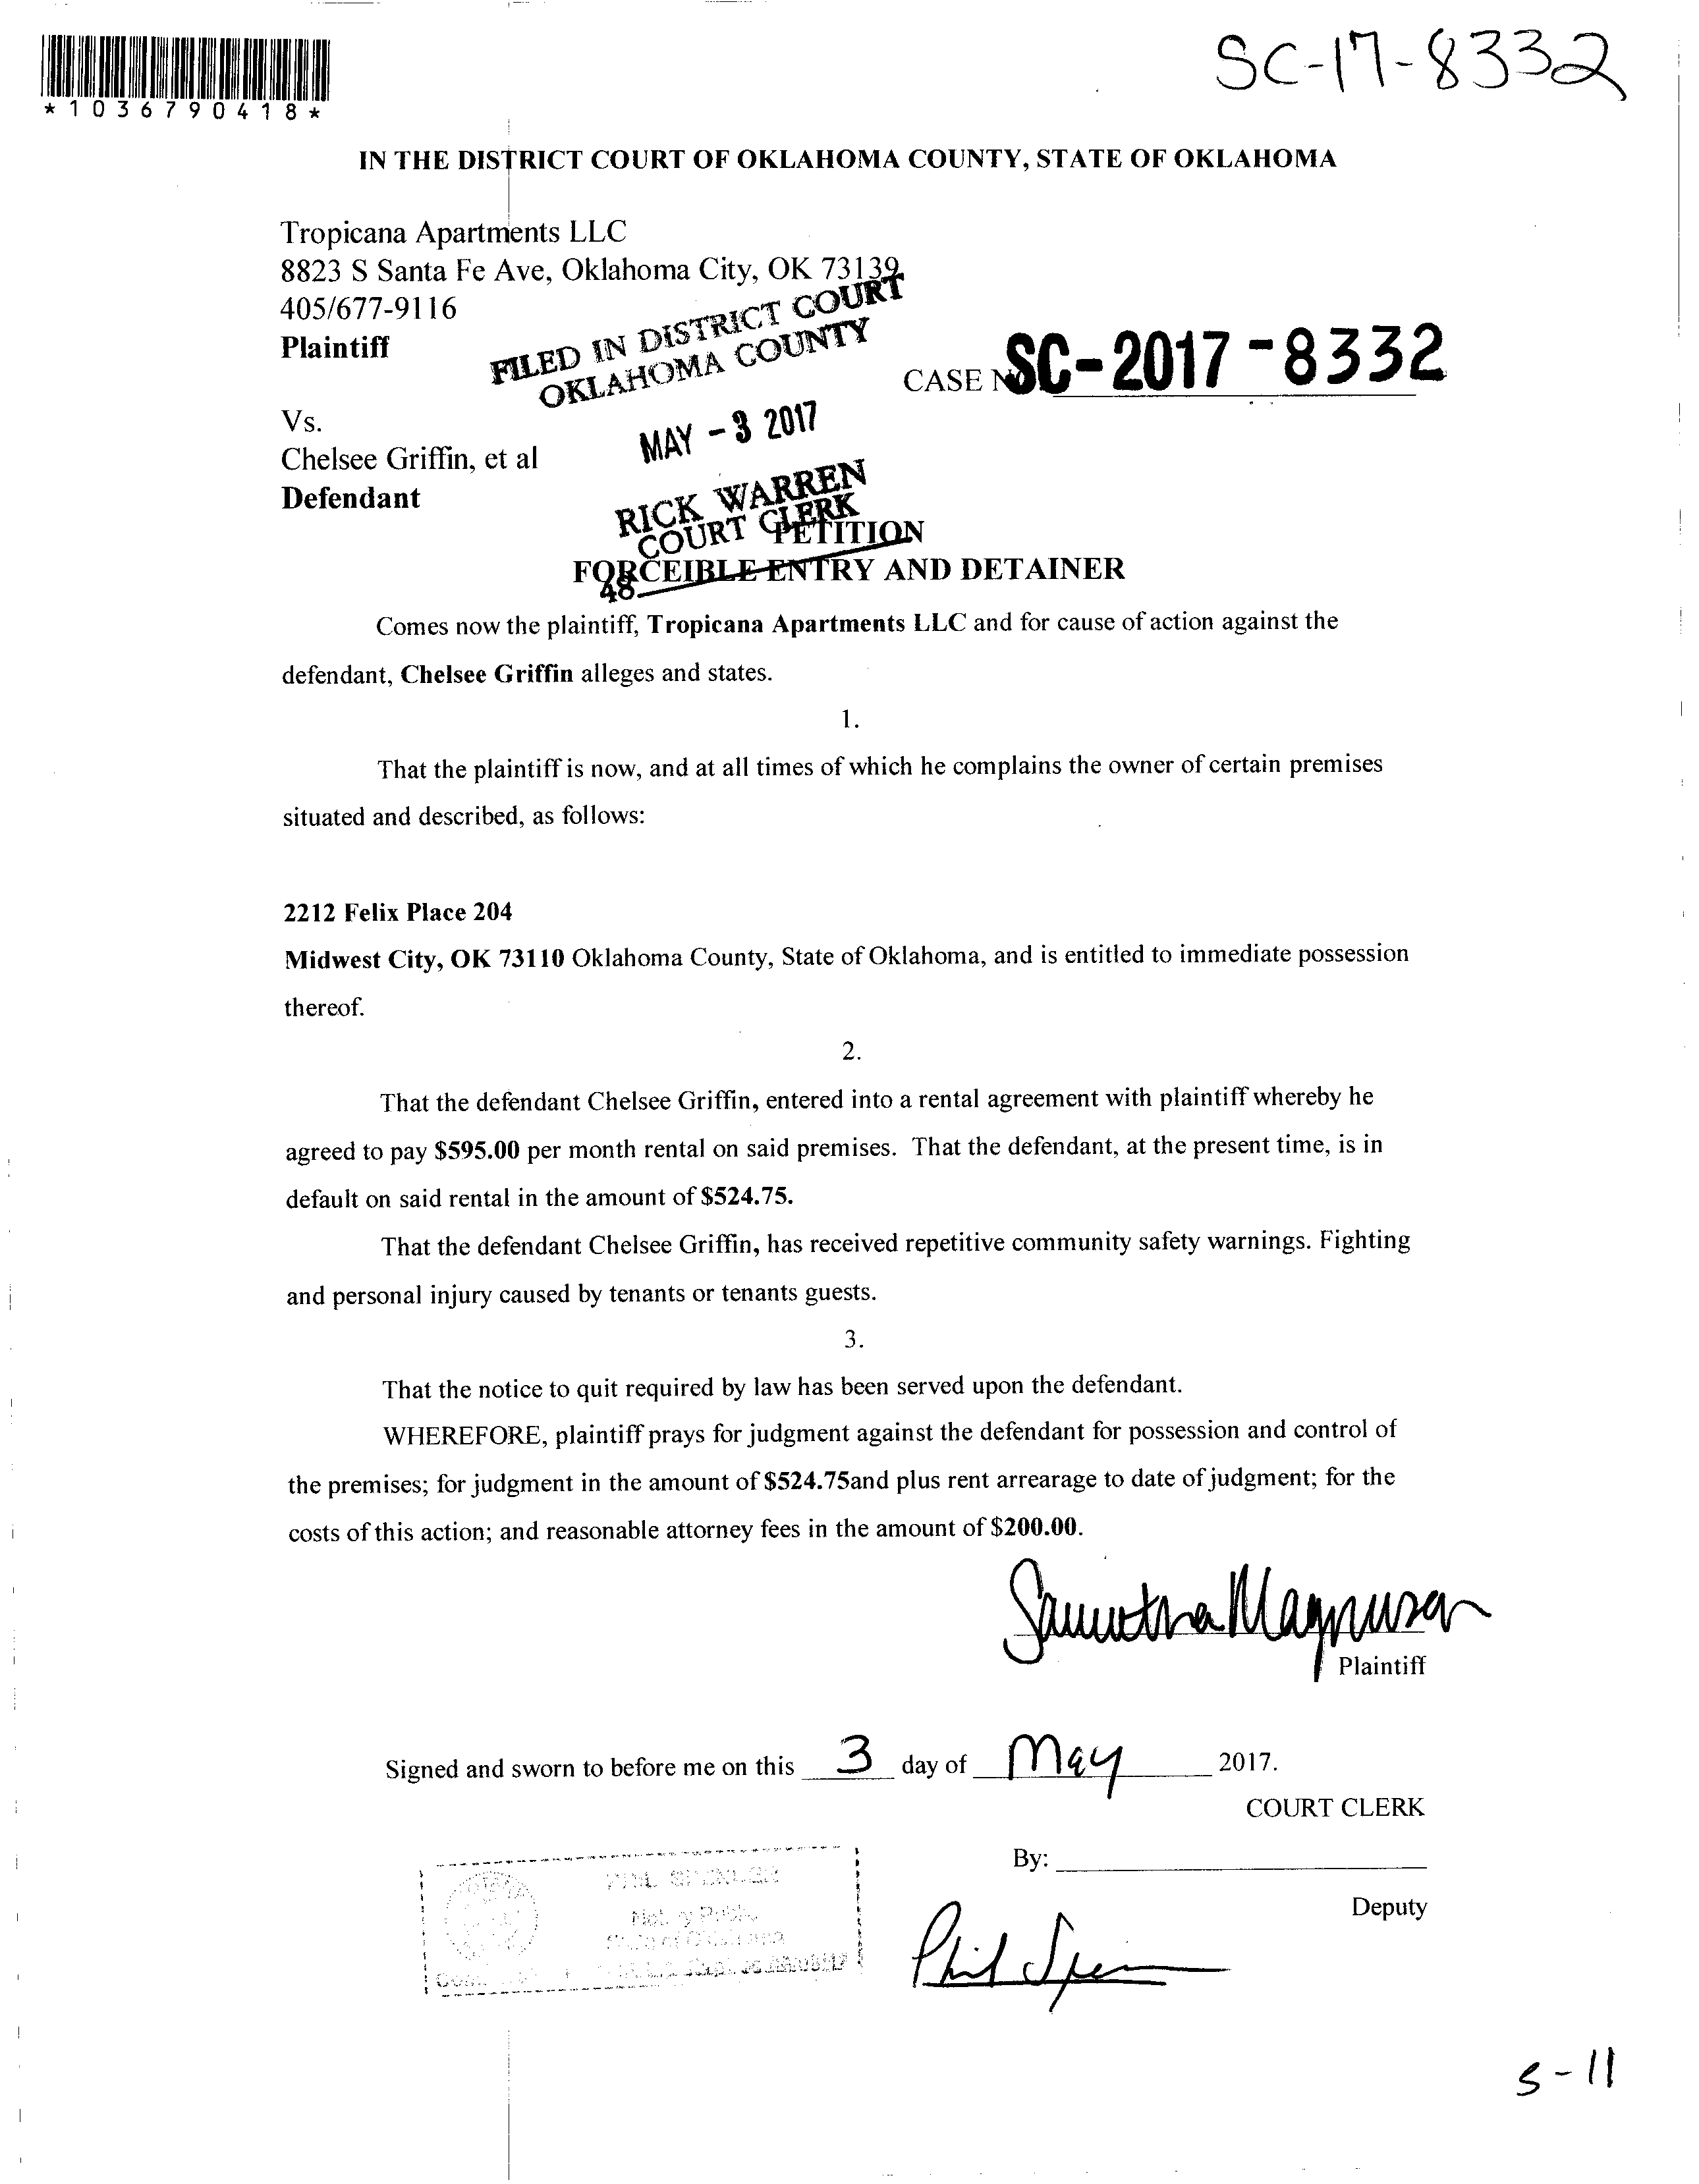 SC-17-8332
*1036790418*
IN THE DISTRICT COURT OF OKLAHOMA COUNTY, STATE OF OKLAHOMA
Tropicana Apartments LLC
8823 S Santa Fe Ave, Oklahoma City, OK 73139
405/677-9116
Plaintiff
FILED IN DISTRICT COURT
OKLAHOMA COUNTY
CASE NO SC-2017-8332
Vs.
MAY - 3 2017
Chelsee Griffin, et al
Defendant
RICK WARREN
COURT CLERK
48
PETITION
FORCEIBLE ENTRY AND DETAINER
Comes now the plaintiff, Tropicana Apartments LLC and for cause of action against the
defendant, Chelsee Griffin alleges and states.
1.
That the plaintiff is now, and at all times of which he complains the owner of certain premises
situated and described, as follows:
2212 Felix Place 204
Midwest City, OK 73110 Oklahoma County, State of Oklahoma, and is entitled to immediate possession
thereof.
2.
That the defendant Chelsee Griffin, entered into a rental agreement with plaintiff whereby he
agreed to pay $595.00 per month rental on said premises. That the defendant, at the present time, is in
default on said rental in the amount of $524.75.
That the defendant Chelsee Griffin, has received repetitive community safety warnings. Fighting
and personal injury caused by tenants or tenants guests.
3.
That the notice to quit required by law has been served upon the defendant.
WHEREFORE, plaintiff prays for judgment against the defendant for possession and control of
the premises; for judgment in the amount of $524.75and plus rent arrearage to date of judgment; for the
costs of this action; and reasonable attorney fees in the amount of $200.00.
Samantha Magnuson
Plaintiff
Signed and sworn to before me on this 3 day of May 2017.
COURT CLERK
By:
Deputy
Notary Public
State of Oklahoma
Phil
5-11